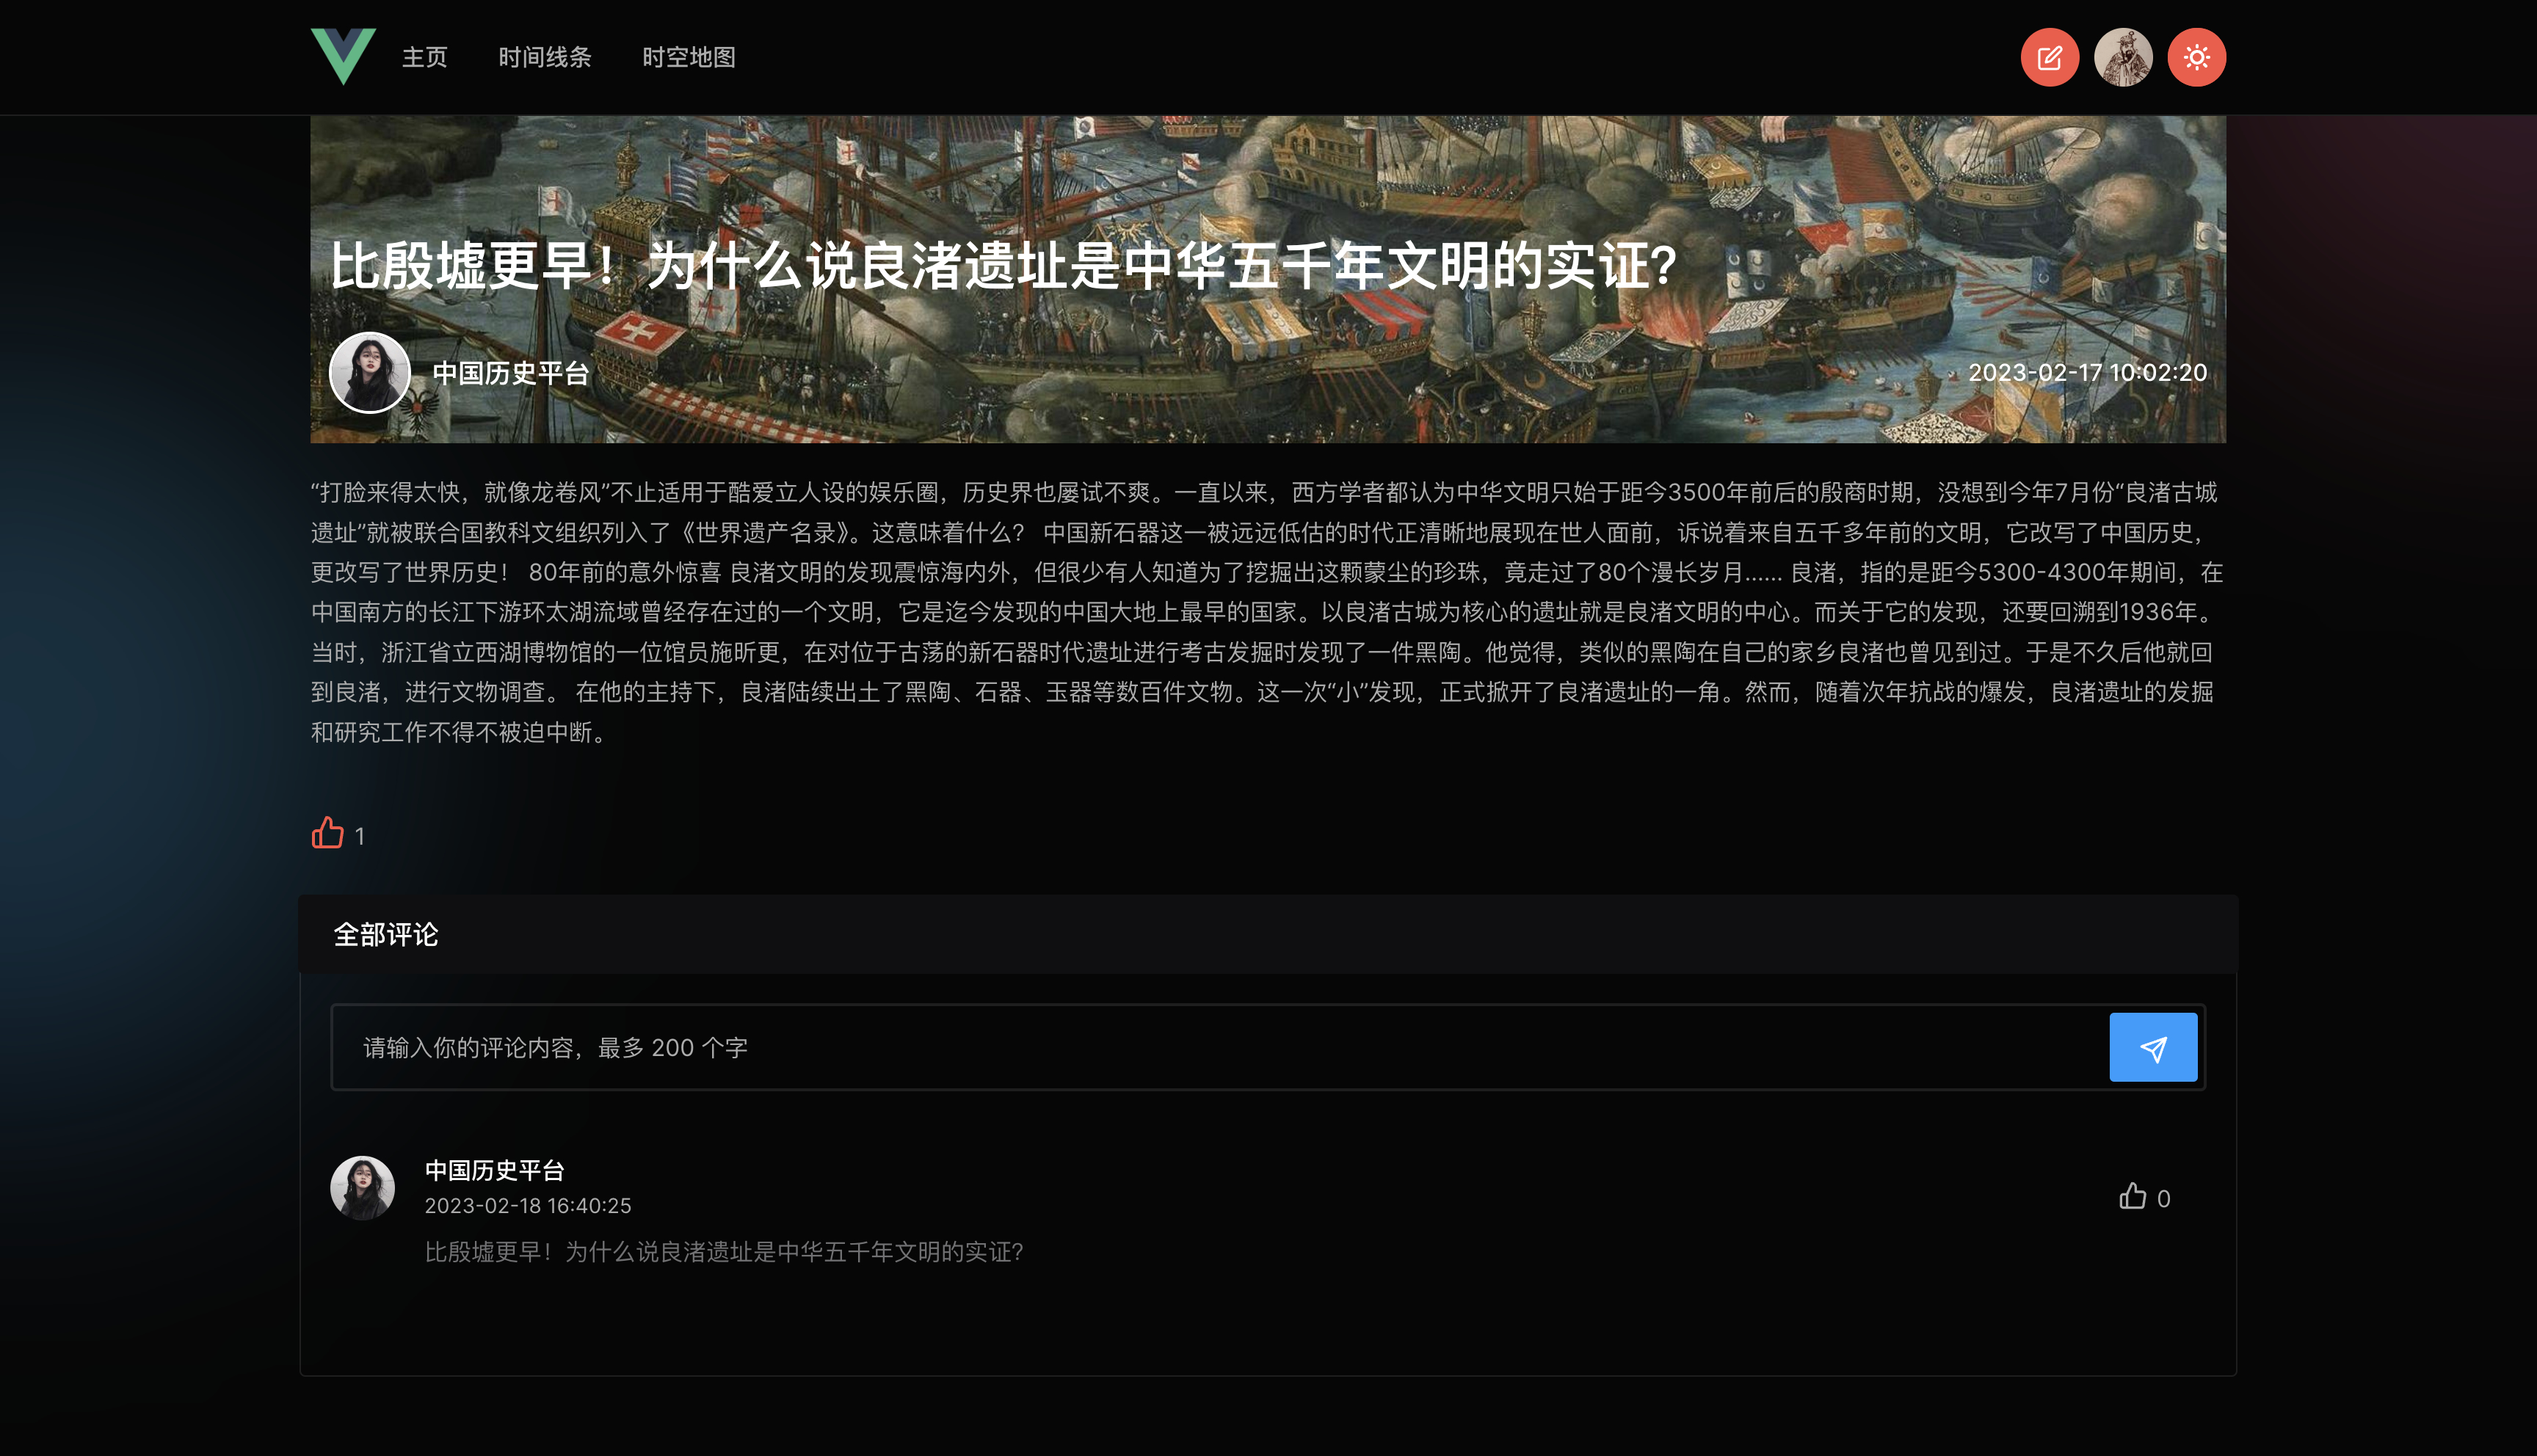 主页 时间线条 时空地图
比殷墟更早！为什么说良渚遗址是中华五千年文明的实证?
中国历史平台 2023-02-17 10:02:20
“打脸来得太快，就像龙卷风”不止适用于酷爱立人设的娱乐圈，历史界也屡试不爽。一直以来，西方学者都认为中华文明只始于距今3500年前后的殷商时期，没想到今年7月份“良渚古城
遗址”就被联合国教科文组织列入了《世界遗产名录》。这意味着什么？ 中国新石器这一被远远低估的时代正清晰地展现在世人面前，诉说着来自五千多年前的文明，它改写了中国历史，
更改写了世界历史！ 80年前的意外惊喜 良渚文明的发现震惊海内外，但很少有人知道为了挖掘出这颗蒙尘的珍珠，竟走过了80个漫长岁月…… 良渚，指的是距今5300-4300年期间，在
中国南方的长江下游环太湖流域曾经存在过的一个文明，它是迄今发现的中国大地上最早的国家。以良渚古城为核心的遗址就是良渚文明的中心。而关于它的发现，还要回溯到1936年。
当时，浙江省立西湖博物馆的一位馆员施昕更，在对位于古荡的新石器时代遗址进行考古发掘时发现了一件黑陶。他觉得，类似的黑陶在自己的家乡良渚也曾见到过。于是不久后他就回
到良渚，进行文物调查。 在他的主持下，良渚陆续出土了黑陶、石器、玉器等数百件文物。这一次“小”发现，正式掀开了良渚遗址的一角。然而，随着次年抗战的爆发，良渚遗址的发掘
和研究工作不得不被迫中断。
1
全部评论
请输入你的评论内容，最多 200 个字
中国历史平台
2023-02-18 16:40:25
0
比殷墟更早！为什么说良渚遗址是中华五千年文明的实证?